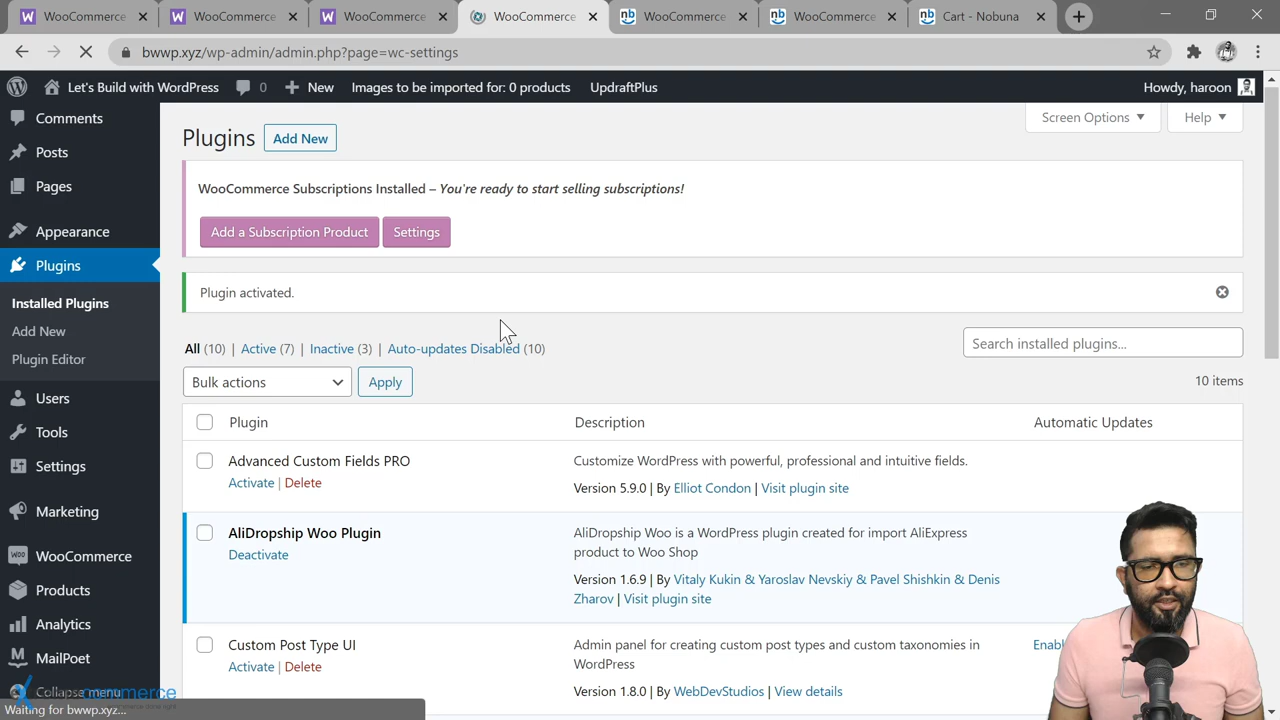 WooCommerce
WooCommerce
WooCommerce
WooCommerce
WooCommerce
WooCommerce
Cart - Nobuna
bwwp.xyz/wp-admin/admin.php?page=wc-settings
Let's Build with WordPress
0
New
Images to be imported for: 0 products
UpdraftPlus
Howdy, haroon
Comments
Posts
Pages
Appearance
Plugins
Installed Plugins
Add New
Plugin Editor
Users
Tools
Settings
Marketing
WooCommerce
Products
Analytics
MailPoet
Collapse menu
commerce
Waiting for bwwp.xyz...
Screen Options
Help
Plugins
Add New
WooCommerce Subscriptions Installed – You're ready to start selling subscriptions!
Add a Subscription Product
Settings
Plugin activated.
All (10) | Active (7) | Inactive (3) | Auto-updates Disabled (10)
Search installed plugins...
Bulk actions
Apply
10 items
Plugin
Description
Automatic Updates
Advanced Custom Fields PRO
Activate | Delete
Customize WordPress with powerful, professional and intuitive fields.
Version 5.9.0 | By Elliot Condon | Visit plugin site
AliDropship Woo Plugin
Deactivate
AliDropship Woo is a WordPress plugin created for import AliExpress
product to Woo Shop
Version 1.6.9 | By Vitaly Kukin & Yaroslav Nevskiy & Pavel Shishkin & Denis
Zharov | Visit plugin site
Custom Post Type UI
Activate | Delete
Admin panel for creating custom post types and custom taxonomies in
WordPress
Version 1.8.0 | By WebDevStudios | View details